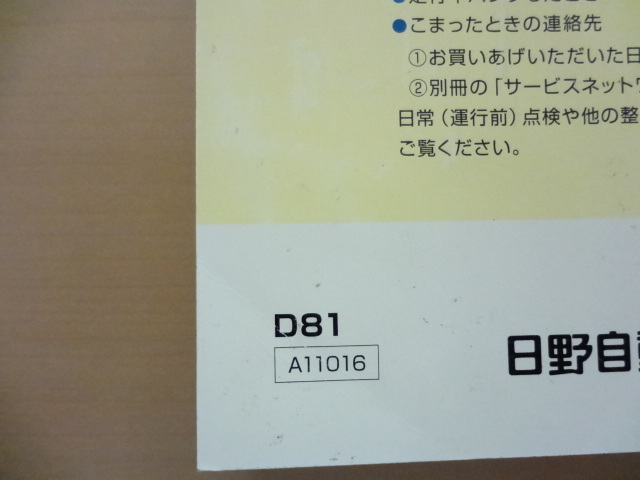 ●こまったときの連絡先
①お買いあげいただいた日
②別冊の「サービスネット
日常（運行前）点検や他の整
ご覧ください。
D81
A11016
日野自動